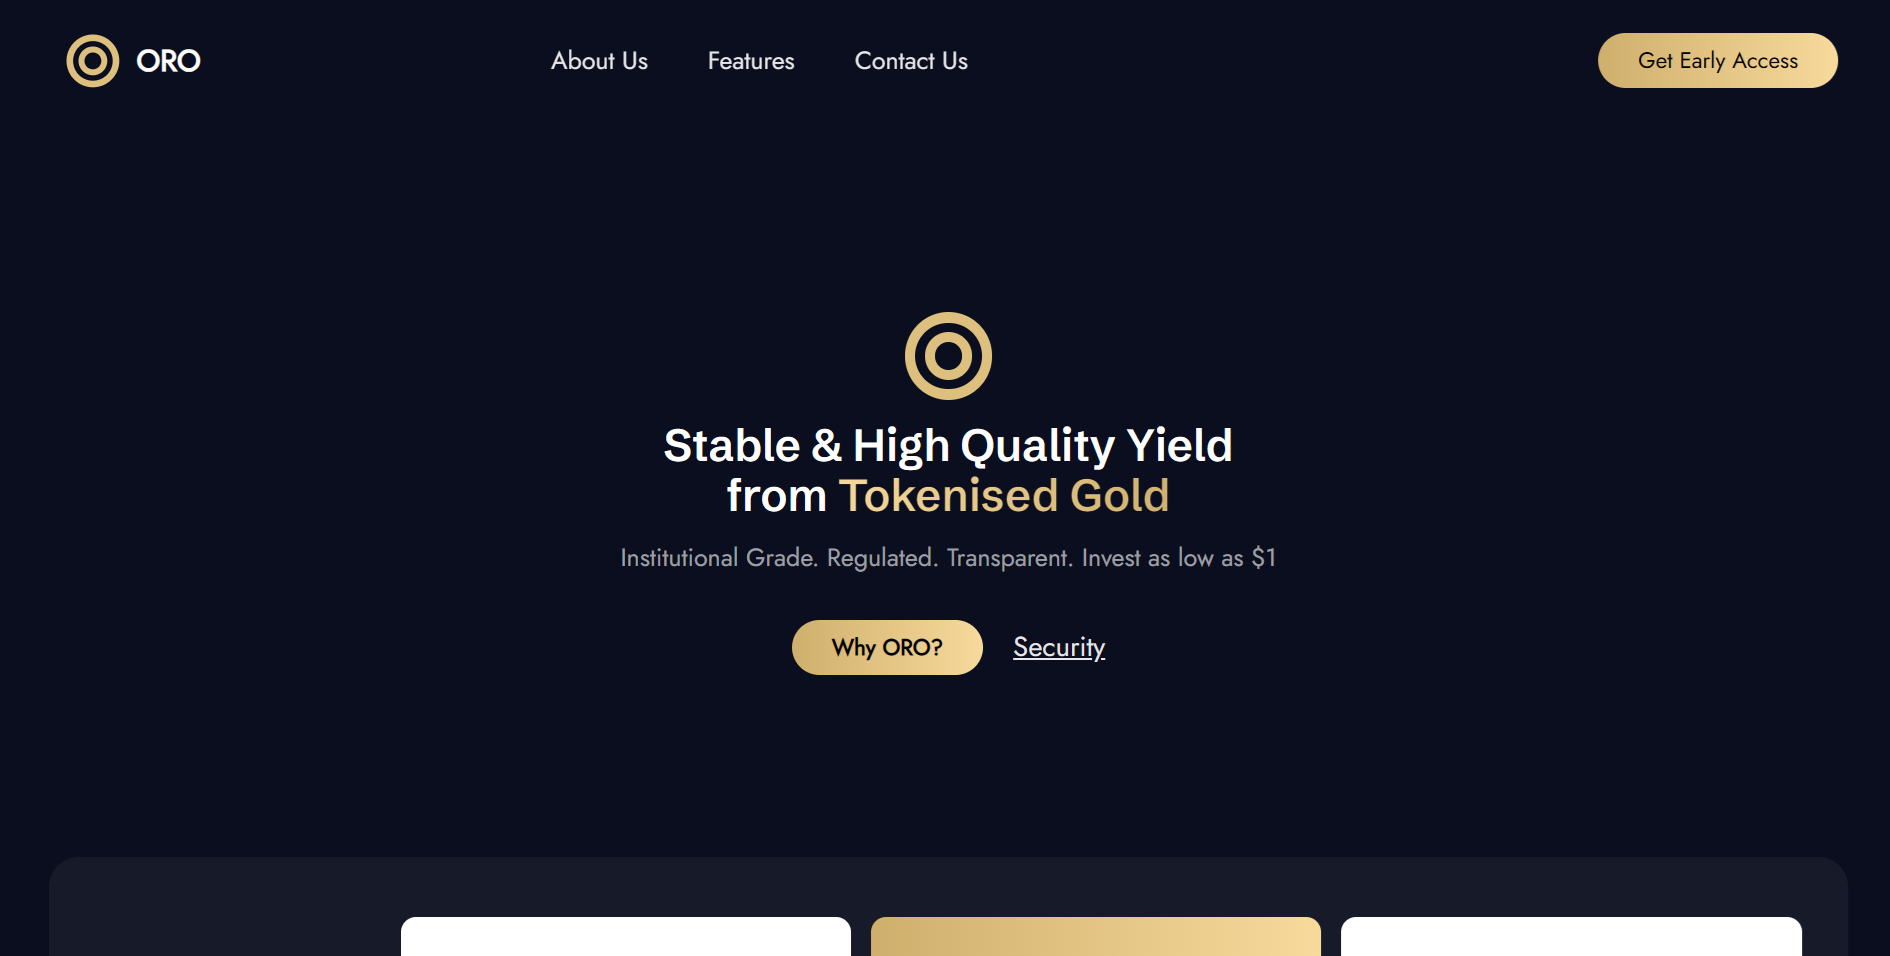 ORO
About Us
Features
Contact Us
Get Early Access
Stable & High Quality Yield
from Tokenised Gold
Institutional Grade. Regulated. Transparent. Invest as low as $1
Why ORO?
Security